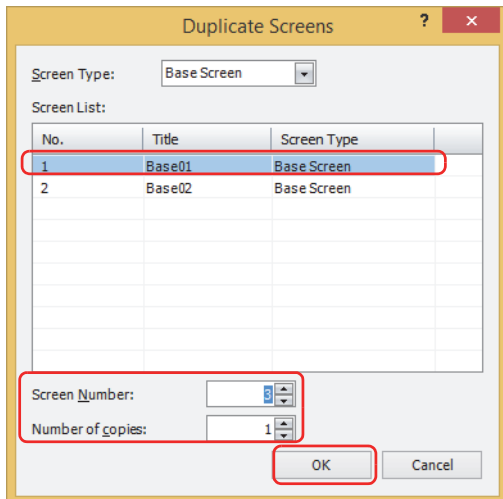 Duplicate Screens ? ×
Screen Type: Base Screen
Screen List:
No. Title Screen Type
1 Base01 Base Screen
2 Base02 Base Screen
Screen Number: 3
Number of copies: 1
OK Cancel